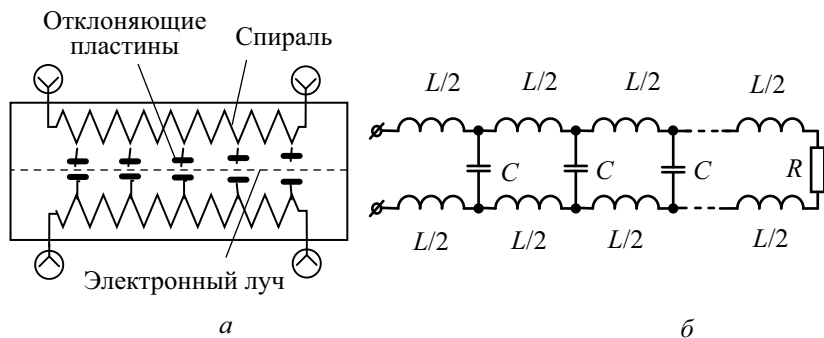 Отклоняющие
пластины
Спираль
Электронный луч
а
L/2 L/2 L/2 L/2
C C C R
L/2 L/2 L/2 L/2
б